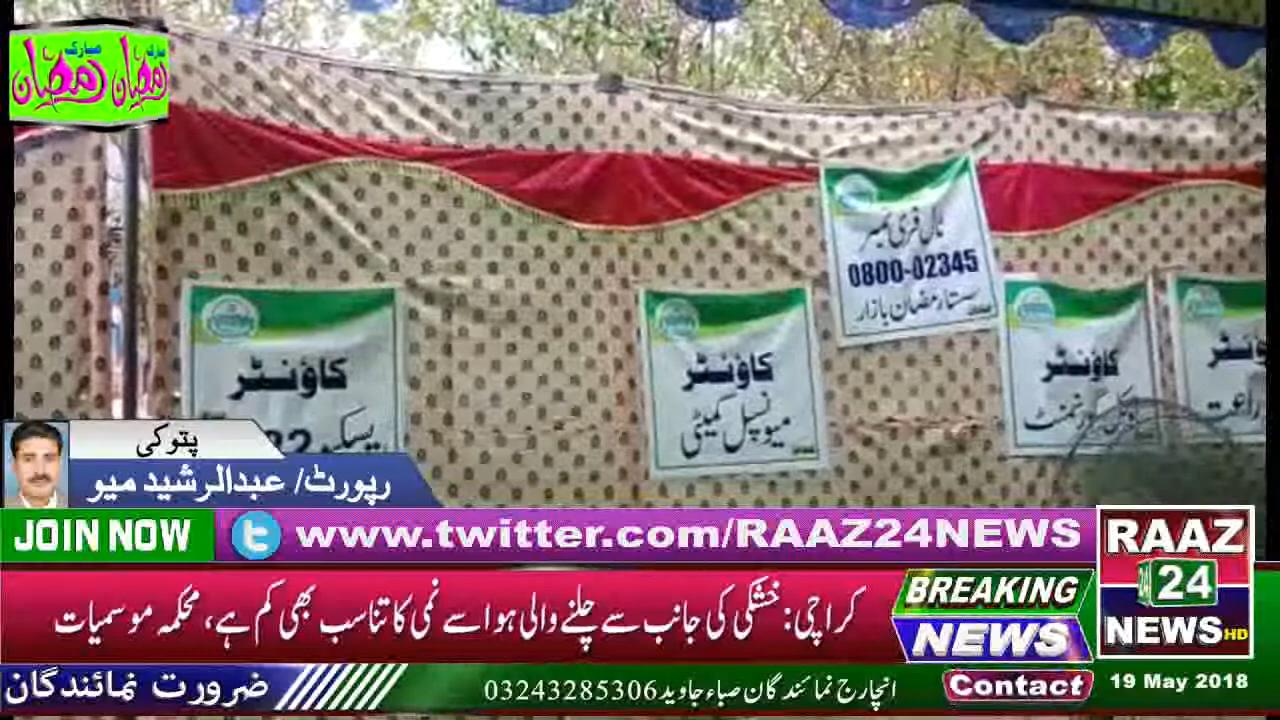 رمضان مبارک
رمضان مبارک
ٹال فری نمبر
0800-02345
سستا رمضان بازار
کاؤنٹر
کاؤنٹر
میونسپل کمیٹی
کاؤنٹر
کاؤنٹر
پتوکی
رپورٹ/ عبدالرشید میو
JOIN NOW
www.twitter.com/RAAZ24NEWS
RAAZ
24
NEWS HD
کراچی: خشکی کی جانب سے چلنے والی ہوا سے نمی کا تناسب بھی کم ہے، محکمہ موسمیات
BREAKING
NEWS
ضرورت نمائندگان
انچارج نمائندگان صباء جاوید 03243285306
Contact
19 May 2018